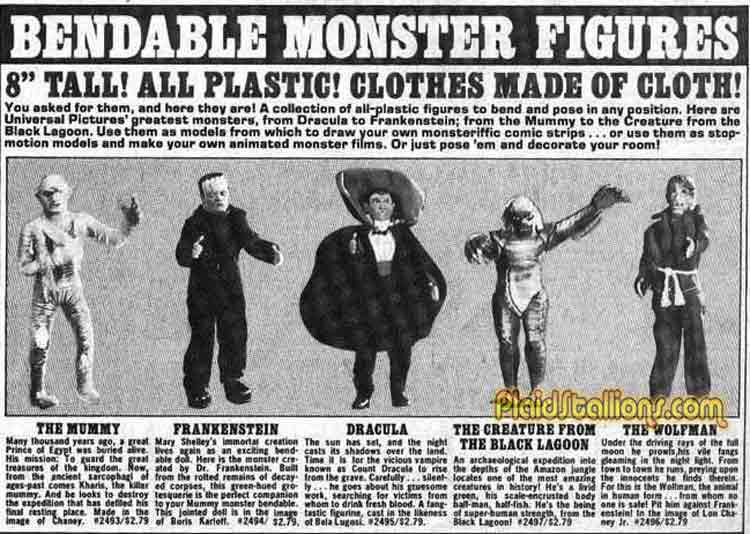 BENDABLE MONSTER FIGURES
8" TALL! ALL PLASTIC! CLOTHES MADE OF CLOTH!
You asked for them, and here they are! A collection of all-plastic figures to bend and pose in any position. Here are
Universal Pictures' greatest monsters, from Dracula to Frankenstein; from the Mummy to the Creature from the
Black Lagoon. Use them as models from which to draw your own monsteriffic comic strips . . . or use them as stop-
motion models and make your own animated monster films. Or just pose 'em and decorate your room!
PlaidStallions.com
THE MUMMY
Many thousand years ago, a great
Prince of Egypt was buried alive.
His mission: To guard the great
treasures of the kingdom. Now,
from the ancient sarcophagi of
ages-past comes Kharis, the killer
mummy. And he looks to destroy
the expedition that has defiled his
final resting place. Made in the
image of Chaney. #2493/$2.79
FRANKENSTEIN
Mary Shelley's immortal creation
lives again as an exciting bend-
able doll. Here is the monster cre-
ated by Dr. Frankenstein. Built
from the rotted remains of decay-
ed corpses, this green-hued gro-
tesquerie is the perfect companion
to your Mummy monster bendable.
This jointed doll is in the image
of Boris Karloff. #2494/ $2.79
DRACULA
The sun has set, and the night
casts its shadows over the land.
And it is for the vicious vampire
known as Count Dracula to rise
from the grave. Carefully . . . silent-
ly . . . he goes about his gruesome
work, searching for victims from
whom to drink fresh blood. A fang-
tastic figurine, cast in the likeness
of Bela Lugosi. #2495/$2.79
THE CREATURE FROM
THE BLACK LAGOON
An archaeological expedition into
the depths of the Amazon jungle
locates one of the most amazing
creatures in history! He's a livid
green, his scale-encrusted body
half-man, half-fish. He's the being
of super-human strength, from the
Black Lagoon! #2497/$2.79
THE WOLFMAN
Under the driving rays of the full
moon he prowls, his vile fangs
gleaming in the night light. From
town to town he runs, preying upon
the innocents he finds therein.
For this is the Wolfman, the animal
in human form . . . from whom no
one is safe! Pit him against Frank-
enstein! In the image of Lon Cha-
ney Jr. #2496/$2.79